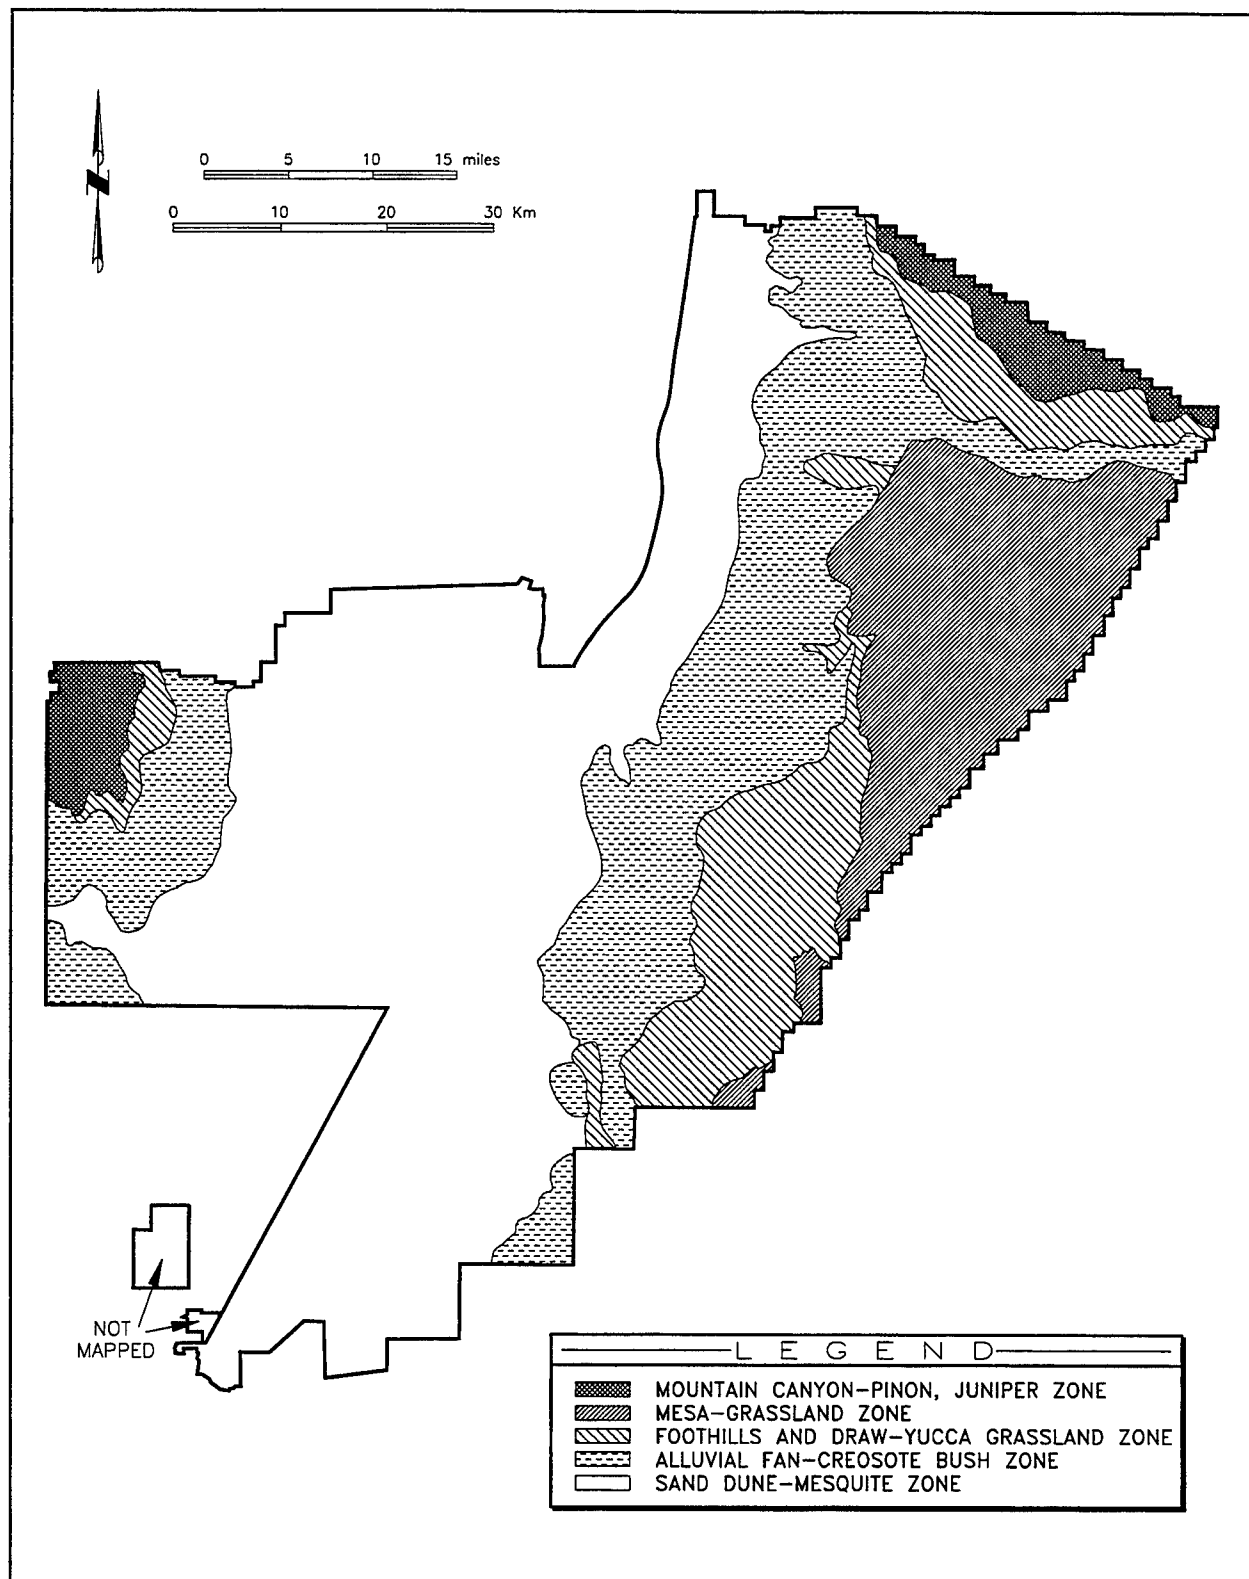 0 5 10 15 miles
0 10 20 30 Km
N
NOT
MAPPED
LEGEND
MOUNTAIN CANYON-PINON, JUNIPER ZONE
MESA-GRASSLAND ZONE
FOOTHILLS AND DRAW-YUCCA GRASSLAND ZONE
ALLUVIAL FAN-CREOSOTE BUSH ZONE
SAND DUNE-MESQUITE ZONE